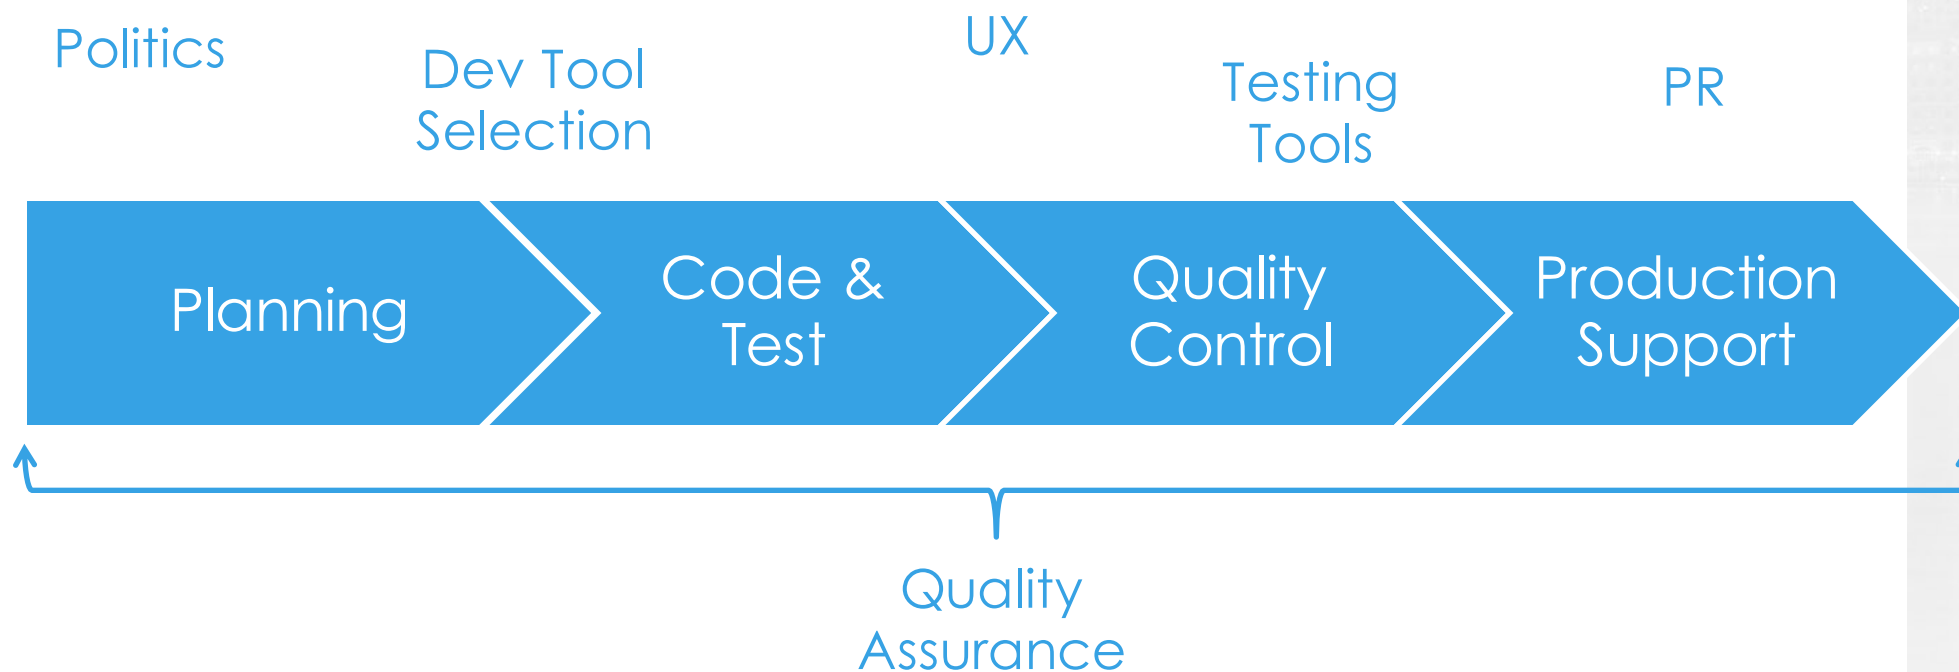 Politics
Dev Tool
Selection
UX
Testing
Tools
PR
Planning
Code &
Test
Quality
Control
Production
Support
Quality
Assurance